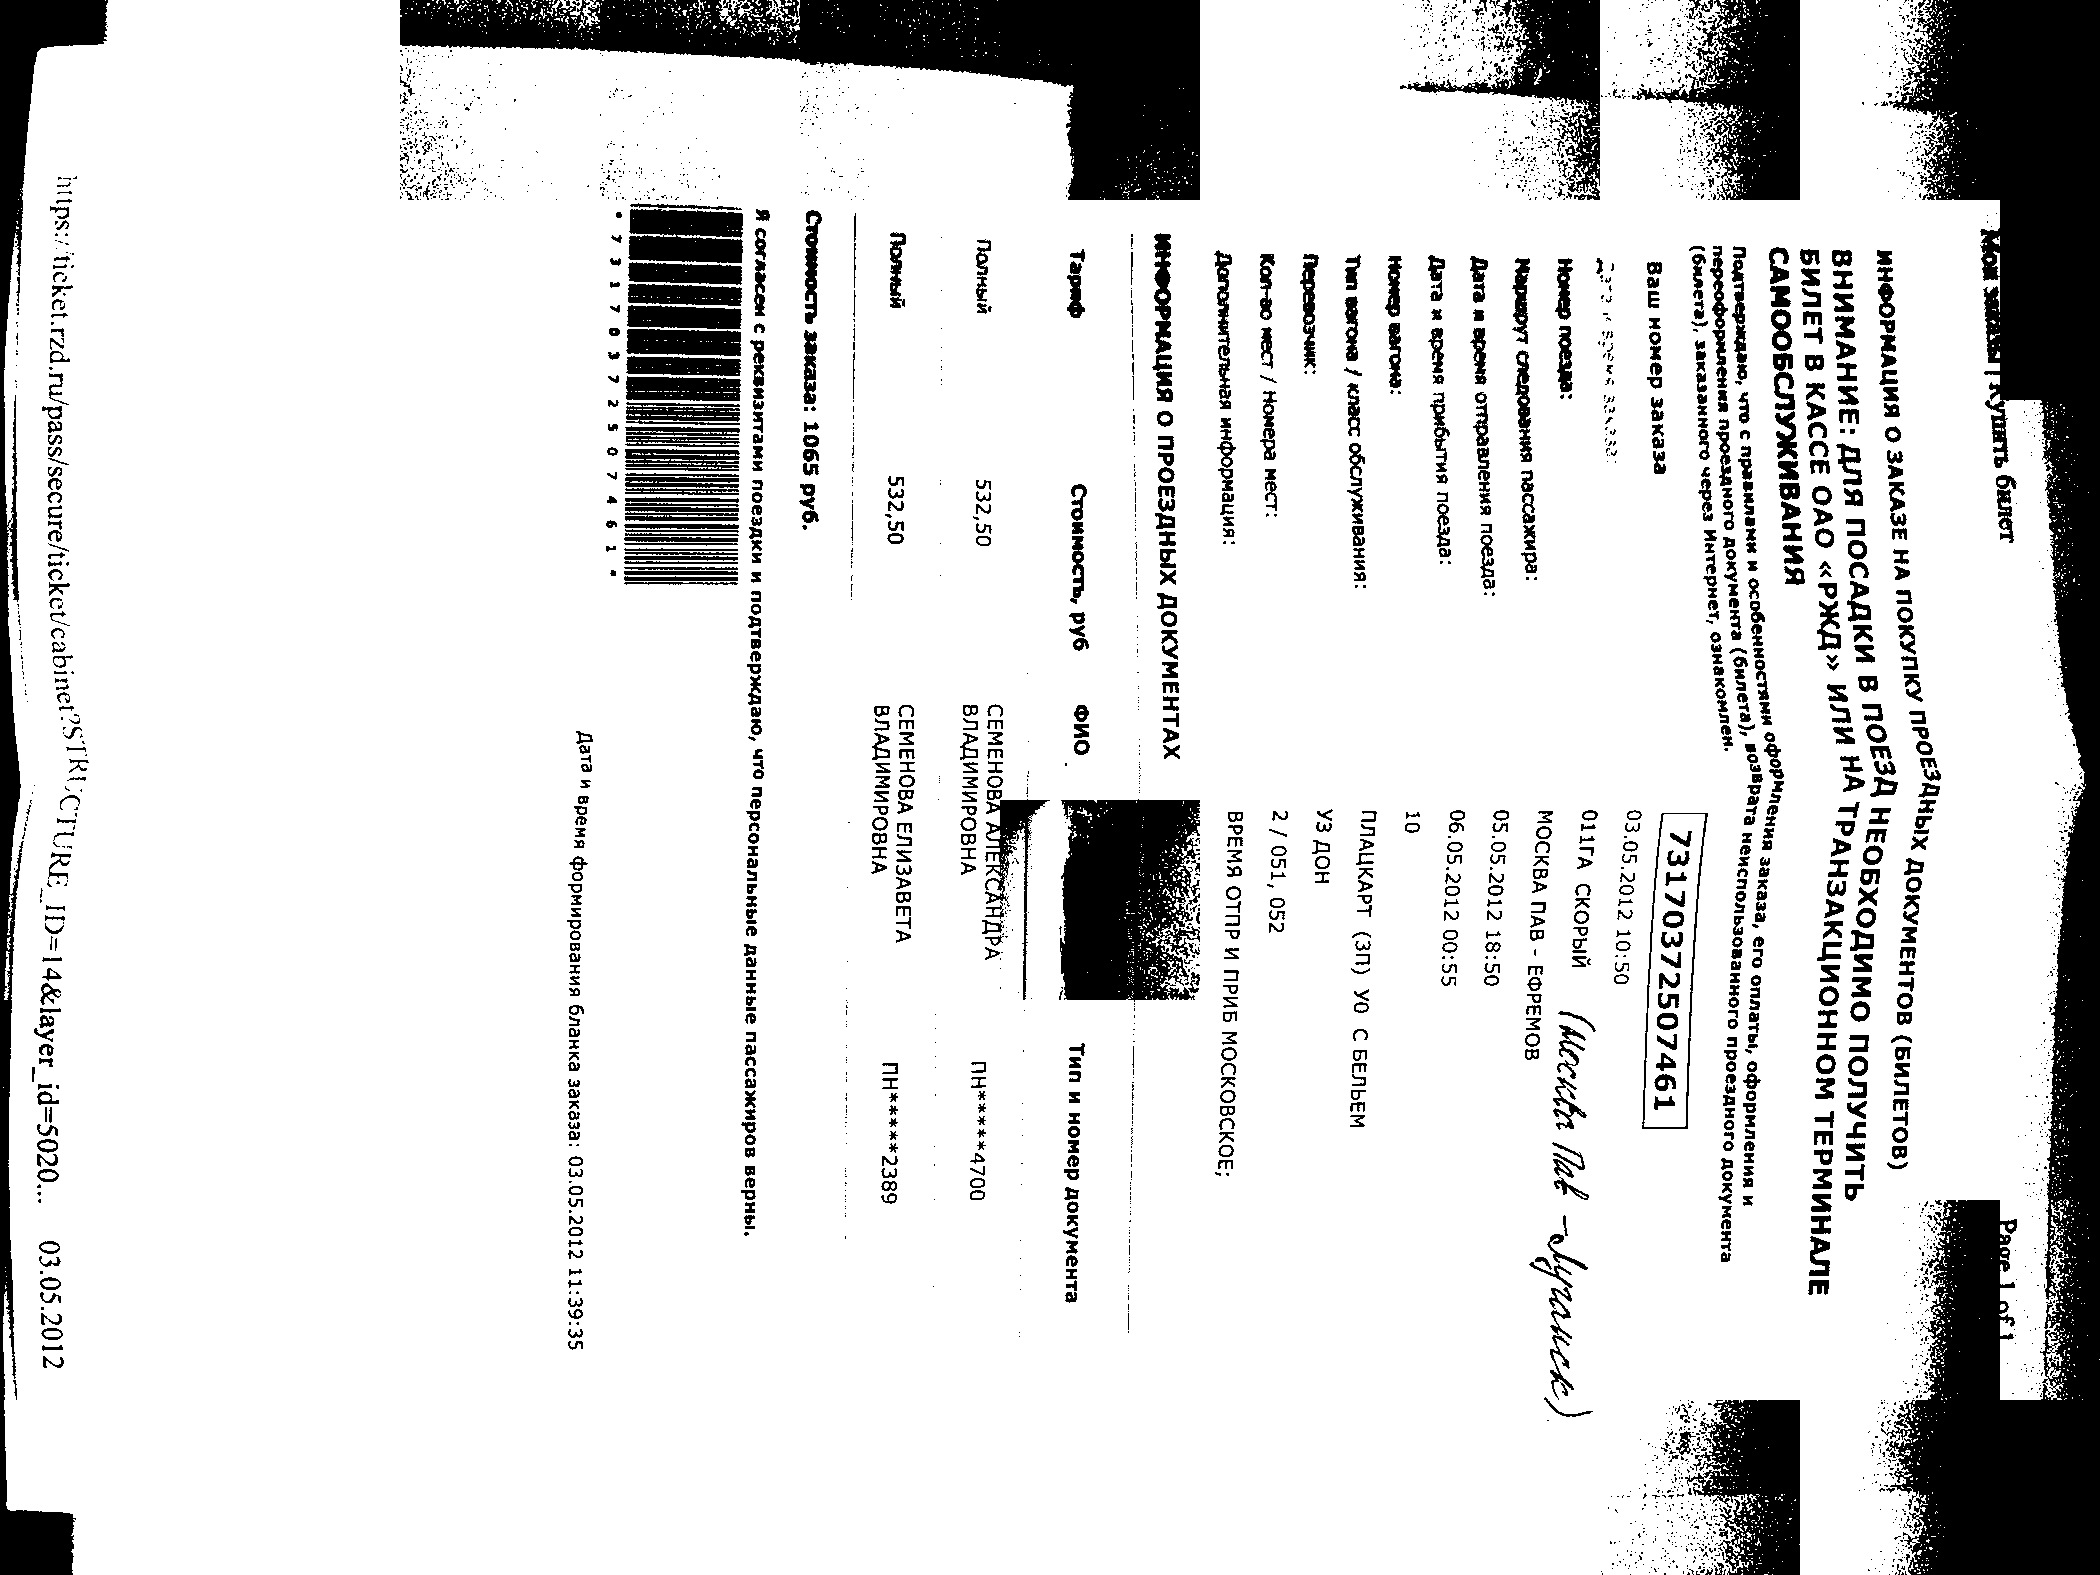 Мои заказы | Купить билет
Page 1 of 1
ИНФОРМАЦИЯ О ЗАКАЗЕ НА ПОКУПКУ ПРОЕЗДНЫХ ДОКУМЕНТОВ (БИЛЕТОВ)
ВНИМАНИЕ: ДЛЯ ПОСАДКИ В ПОЕЗД НЕОБХОДИМО ПОЛУЧИТЬ
БИЛЕТ В КАССЕ ОАО «РЖД» ИЛИ НА ТРАНЗАКЦИОННОМ ТЕРМИНАЛЕ
САМООБСЛУЖИВАНИЯ
Подтверждаю, что с правилами и особенностями оформления заказа, его оплаты, оформления и
переоформления проездного документа (билета), возврата неиспользованного проездного документа
(билета), заказанного через Интернет, ознакомлен.
Ваш номер заказа 73170372507461
Дата и время заказа: 03.05.2012 10:50
Номер поезда: 011ГА СКОРЫЙ (Москва Пав - Луганск)
Маршрут следования пассажира: МОСКВА ПАВ - ЕФРЕМОВ
Дата и время отправления поезда: 05.05.2012 18:50
Дата и время прибытия поезда: 06.05.2012 00:55
Номер вагона: 10
Тип вагона / класс обслуживания: ПЛАЦКАРТ (3П) У0 С БЕЛЬЕМ
Перевозчик: УЗ ДОН
Кол-во мест / Номера мест: 2 / 051, 052
Дополнительная информация: ВРЕМЯ ОТПР И ПРИБ МОСКОВСКОЕ;
ИНФОРМАЦИЯ О ПРОЕЗДНЫХ ДОКУМЕНТАХ
Тариф Стоимость, руб ФИО Тип и номер документа
Полный 532,50 СЕМЕНОВА АЛЕКСАНДРА ПН*****4700
ВЛАДИМИРОВНА
Полный 532,50 СЕМЕНОВА ЕЛИЗАВЕТА ПН*****2389
ВЛАДИМИРОВНА
Стоимость заказа: 1065 руб.
Я согласен с реквизитами поездки и подтверждаю, что персональные данные пассажиров верны.
* 7 3 1 7 0 3 7 2 5 0 7 4 6 1 *
Дата и время формирования бланка заказа: 03.05.2012 11:39:35
https://ticket.rzd.ru/pass/secure/ticket/cabinet?STRUCTURE_ID=14&layer_id=5020... 03.05.2012